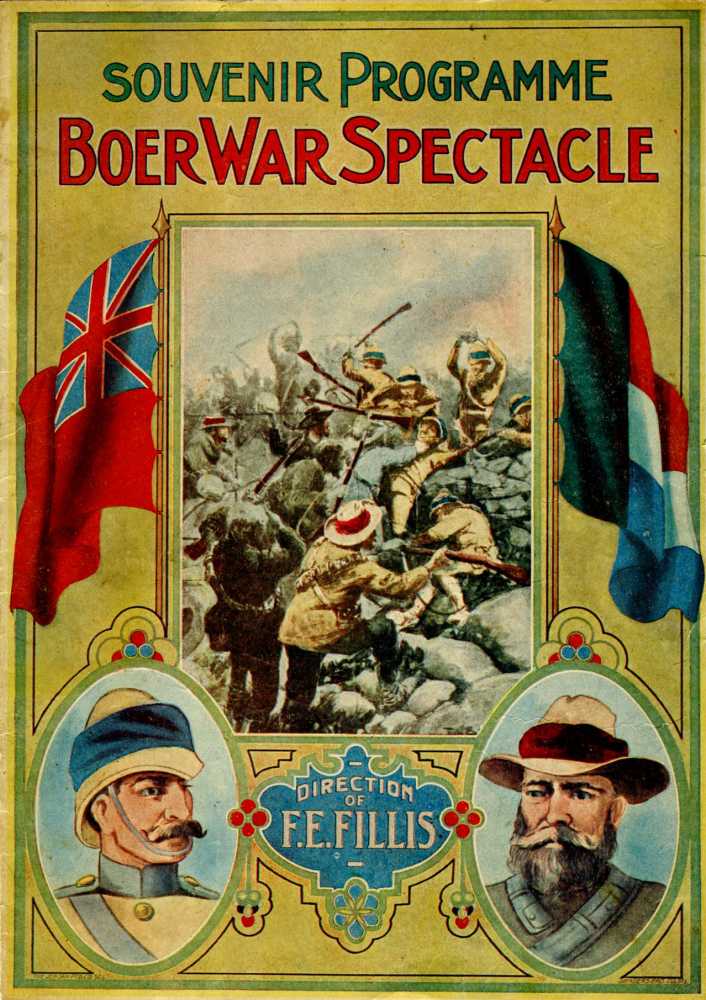 SOUVENIR PROGRAMME
BOER WAR SPECTACLE
DIRECTION
OF
F.E. FILLIS